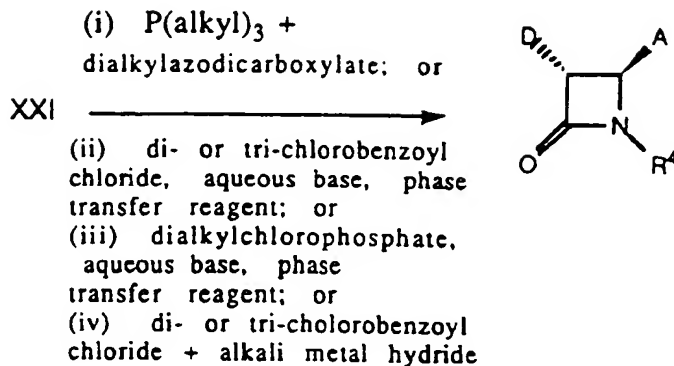 (i) P(alkyl)3 +
dialkylazodicarboxylate; or
XXI
(ii) di- or tri-chlorobenzoyl
chloride, aqueous base, phase
transfer reagent; or
(iii) dialkylchlorophosphate,
aqueous base, phase
transfer reagent; or
(iv) di- or tri-cholorobenzoyl
chloride + alkali metal hydride
D A
O N
R4